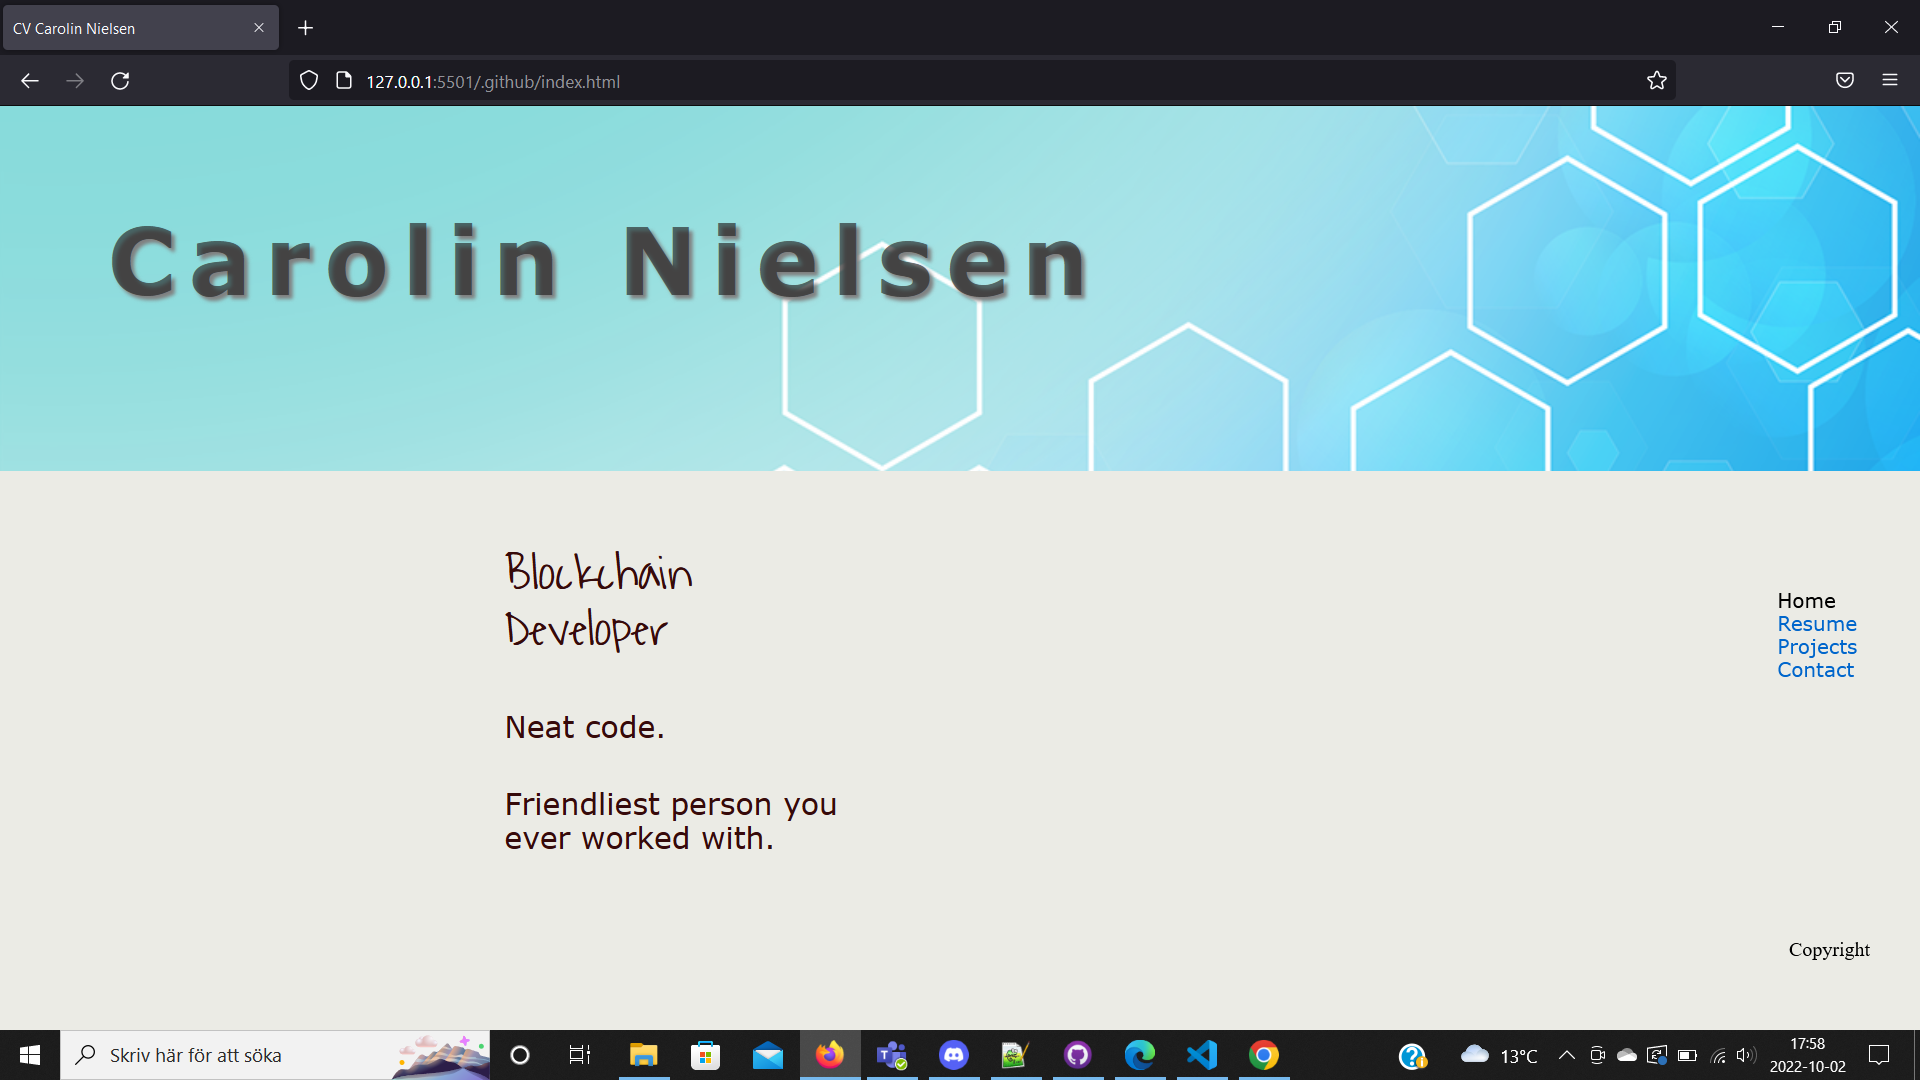 CV Carolin Nielsen
127.0.0.1:5501/.github/index.html
Carolin Nielsen
Blockchain
Developer
Neat code.
Friendliest person you
ever worked with.
Home
Resume
Projects
Contact
Copyright
Skriv här för att söka
13°C
17:58
2022-10-02